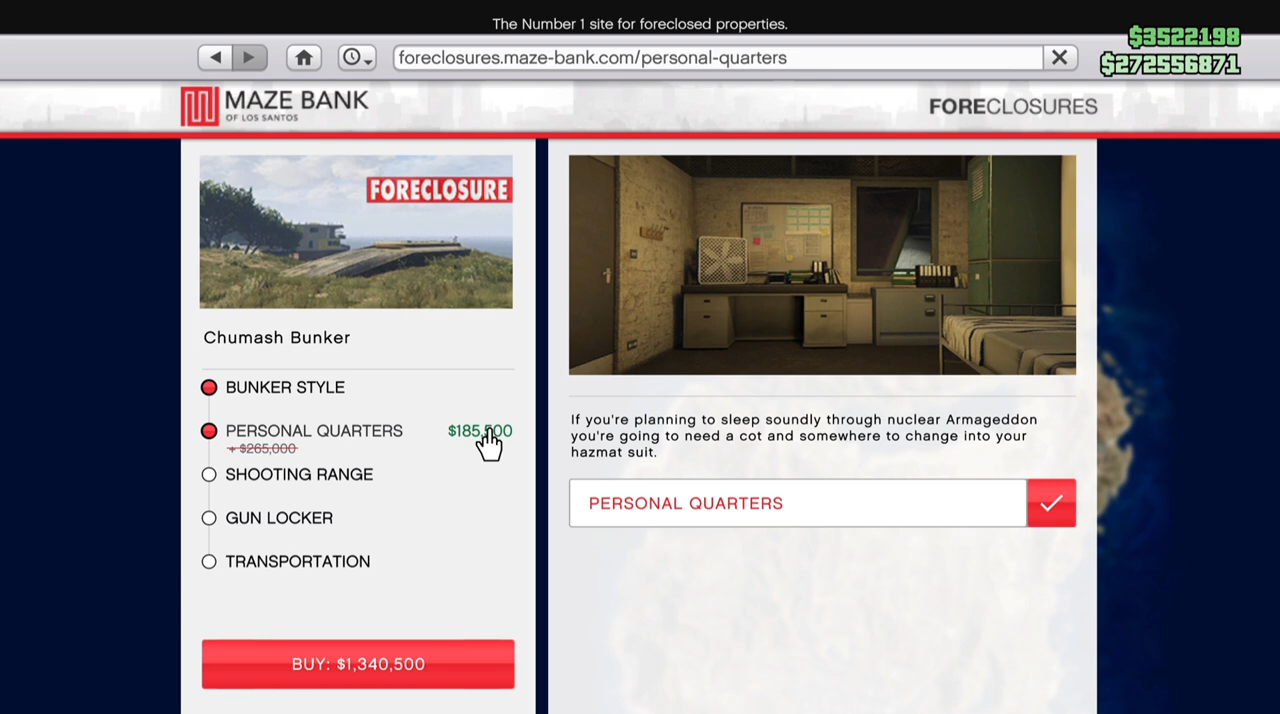 The Number 1 site for foreclosed properties.
foreclosures.maze-bank.com/personal-quarters
$3522198
$272556871
MAZE BANK
OF LOS SANTOS
FORECLOSURES
FORECLOSURE
Chumash Bunker
BUNKER STYLE
PERSONAL QUARTERS $185,500
+ $265,000
SHOOTING RANGE
GUN LOCKER
TRANSPORTATION
BUY: $1,340,500
If you're planning to sleep soundly through nuclear Armageddon
you're going to need a cot and somewhere to change into your
hazmat suit.
PERSONAL QUARTERS